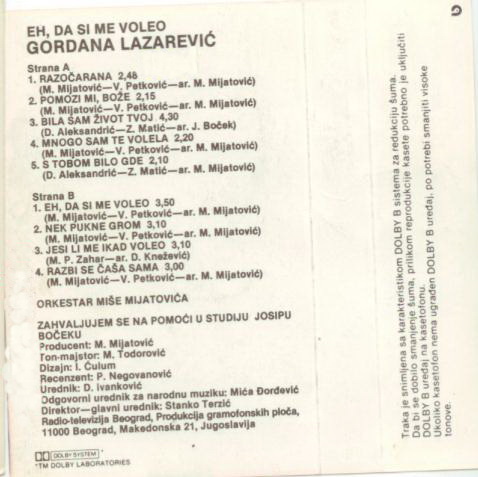 EH, DA SI ME VOLEO
GORDANA LAZAREVIĆ
Strana A
1. RAZOČARANA 2,48
(M. Mijatović—V. Petković—ar. M. Mijatović)
2. POMOZI MI, BOŽE 2,15
(M. Mijatović—V. Petković—ar. M. Mijatović)
3. BILA SAM ŽIVOT TVOJ 4,30
(D. Aleksandrić—Z. Matić—ar. J. Boček)
4. MNOGO SAM TE VOLELA 2,20
(M. Mijatović—V. Petković—ar. M. Mijatović)
5. S TOBOM BILO GDE 2,10
(D. Aleksandrić—Z. Matić—ar. M. Mijatović)
Strana B
1. EH, DA SI ME VOLEO 3,50
(M. Mijatović—V. Petković—ar. M. Mijatović)
2. NEK PUKNE GROM 3,10
(M. Mijatović—V. Petković—ar. M. Mijatović)
3. JESI LI ME IKAD VOLEO 3,10
(M. P. Zahar—ar. D. Knežević)
4. RAZBI SE ČAŠA SAMA 3,00
(M. Mijatović—V. Petković—ar. M. Mijatović)
ORKESTAR MIŠE MIJATOVIĆA
ZAHVALJUJEM SE NA POMOĆI U STUDIJU JOSIPU
BOČEKU
Producent: M. Mijatović
Ton-majstor: M. Todorović
Dizajn: I. Ćulum
Recenzent: P. Negovanović
Urednik: D. Ivanković
Odgovorni urednik za narodnu muziku: Mića Đorđević
Direktor—glavni urednik: Stanko Terzić
Radio-televizija Beograd, Produkcija gramofonskih ploča,
11000 Beograd, Makedonska 21, Jugoslavija
DOLBY SYSTEM *
*TM DOLBY LABORATORIES
Traka je snimljena sa karakteristikom DOLBY B sistema za redukciju šuma.
Da bi se dobilo smanjenje šuma, prilikom reprodukcije kasete potrebno je uključiti
DOLBY B uređaj na kasetofonu.
Ukoliko kasetofon nema ugrađen DOLBY B uređaj, po potrebi smanjiti visoke
tonove.